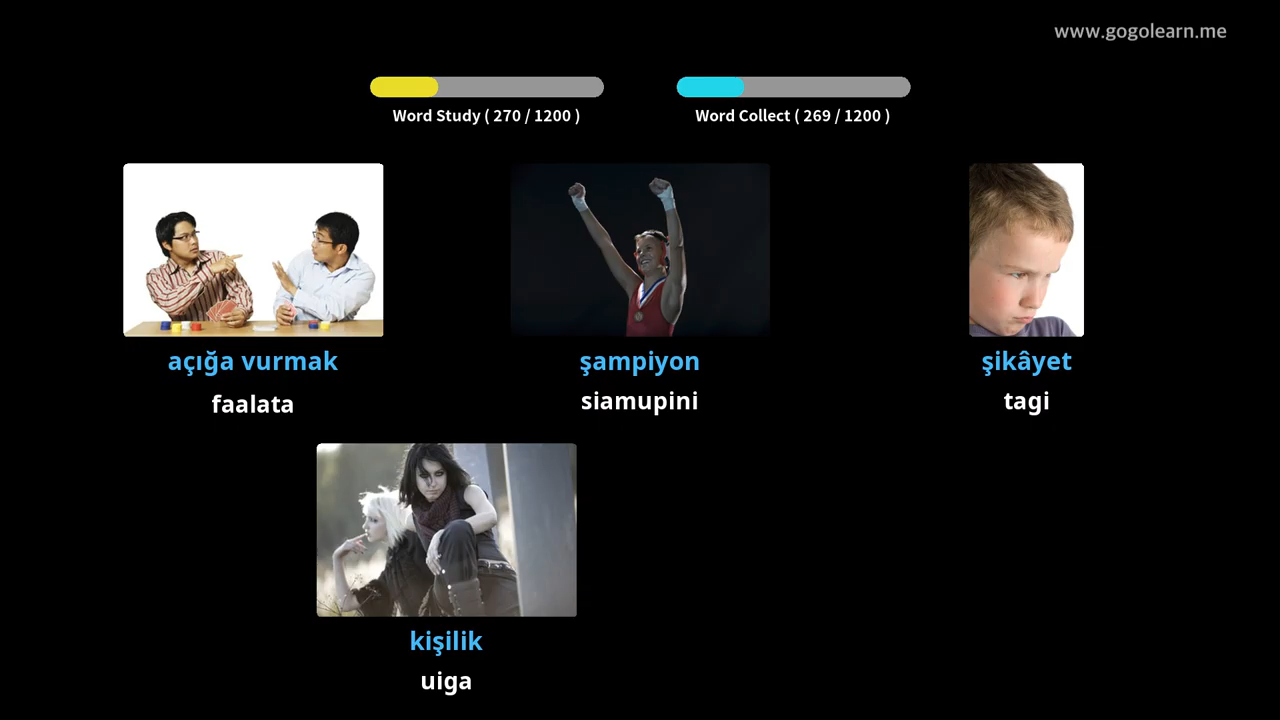 www.gogolearn.me
Word Study ( 270 / 1200 )
Word Collect ( 269 / 1200 )
açığa vurmak
faalata
şampiyon
siamupini
şikâyet
tagi
kişilik
uiga